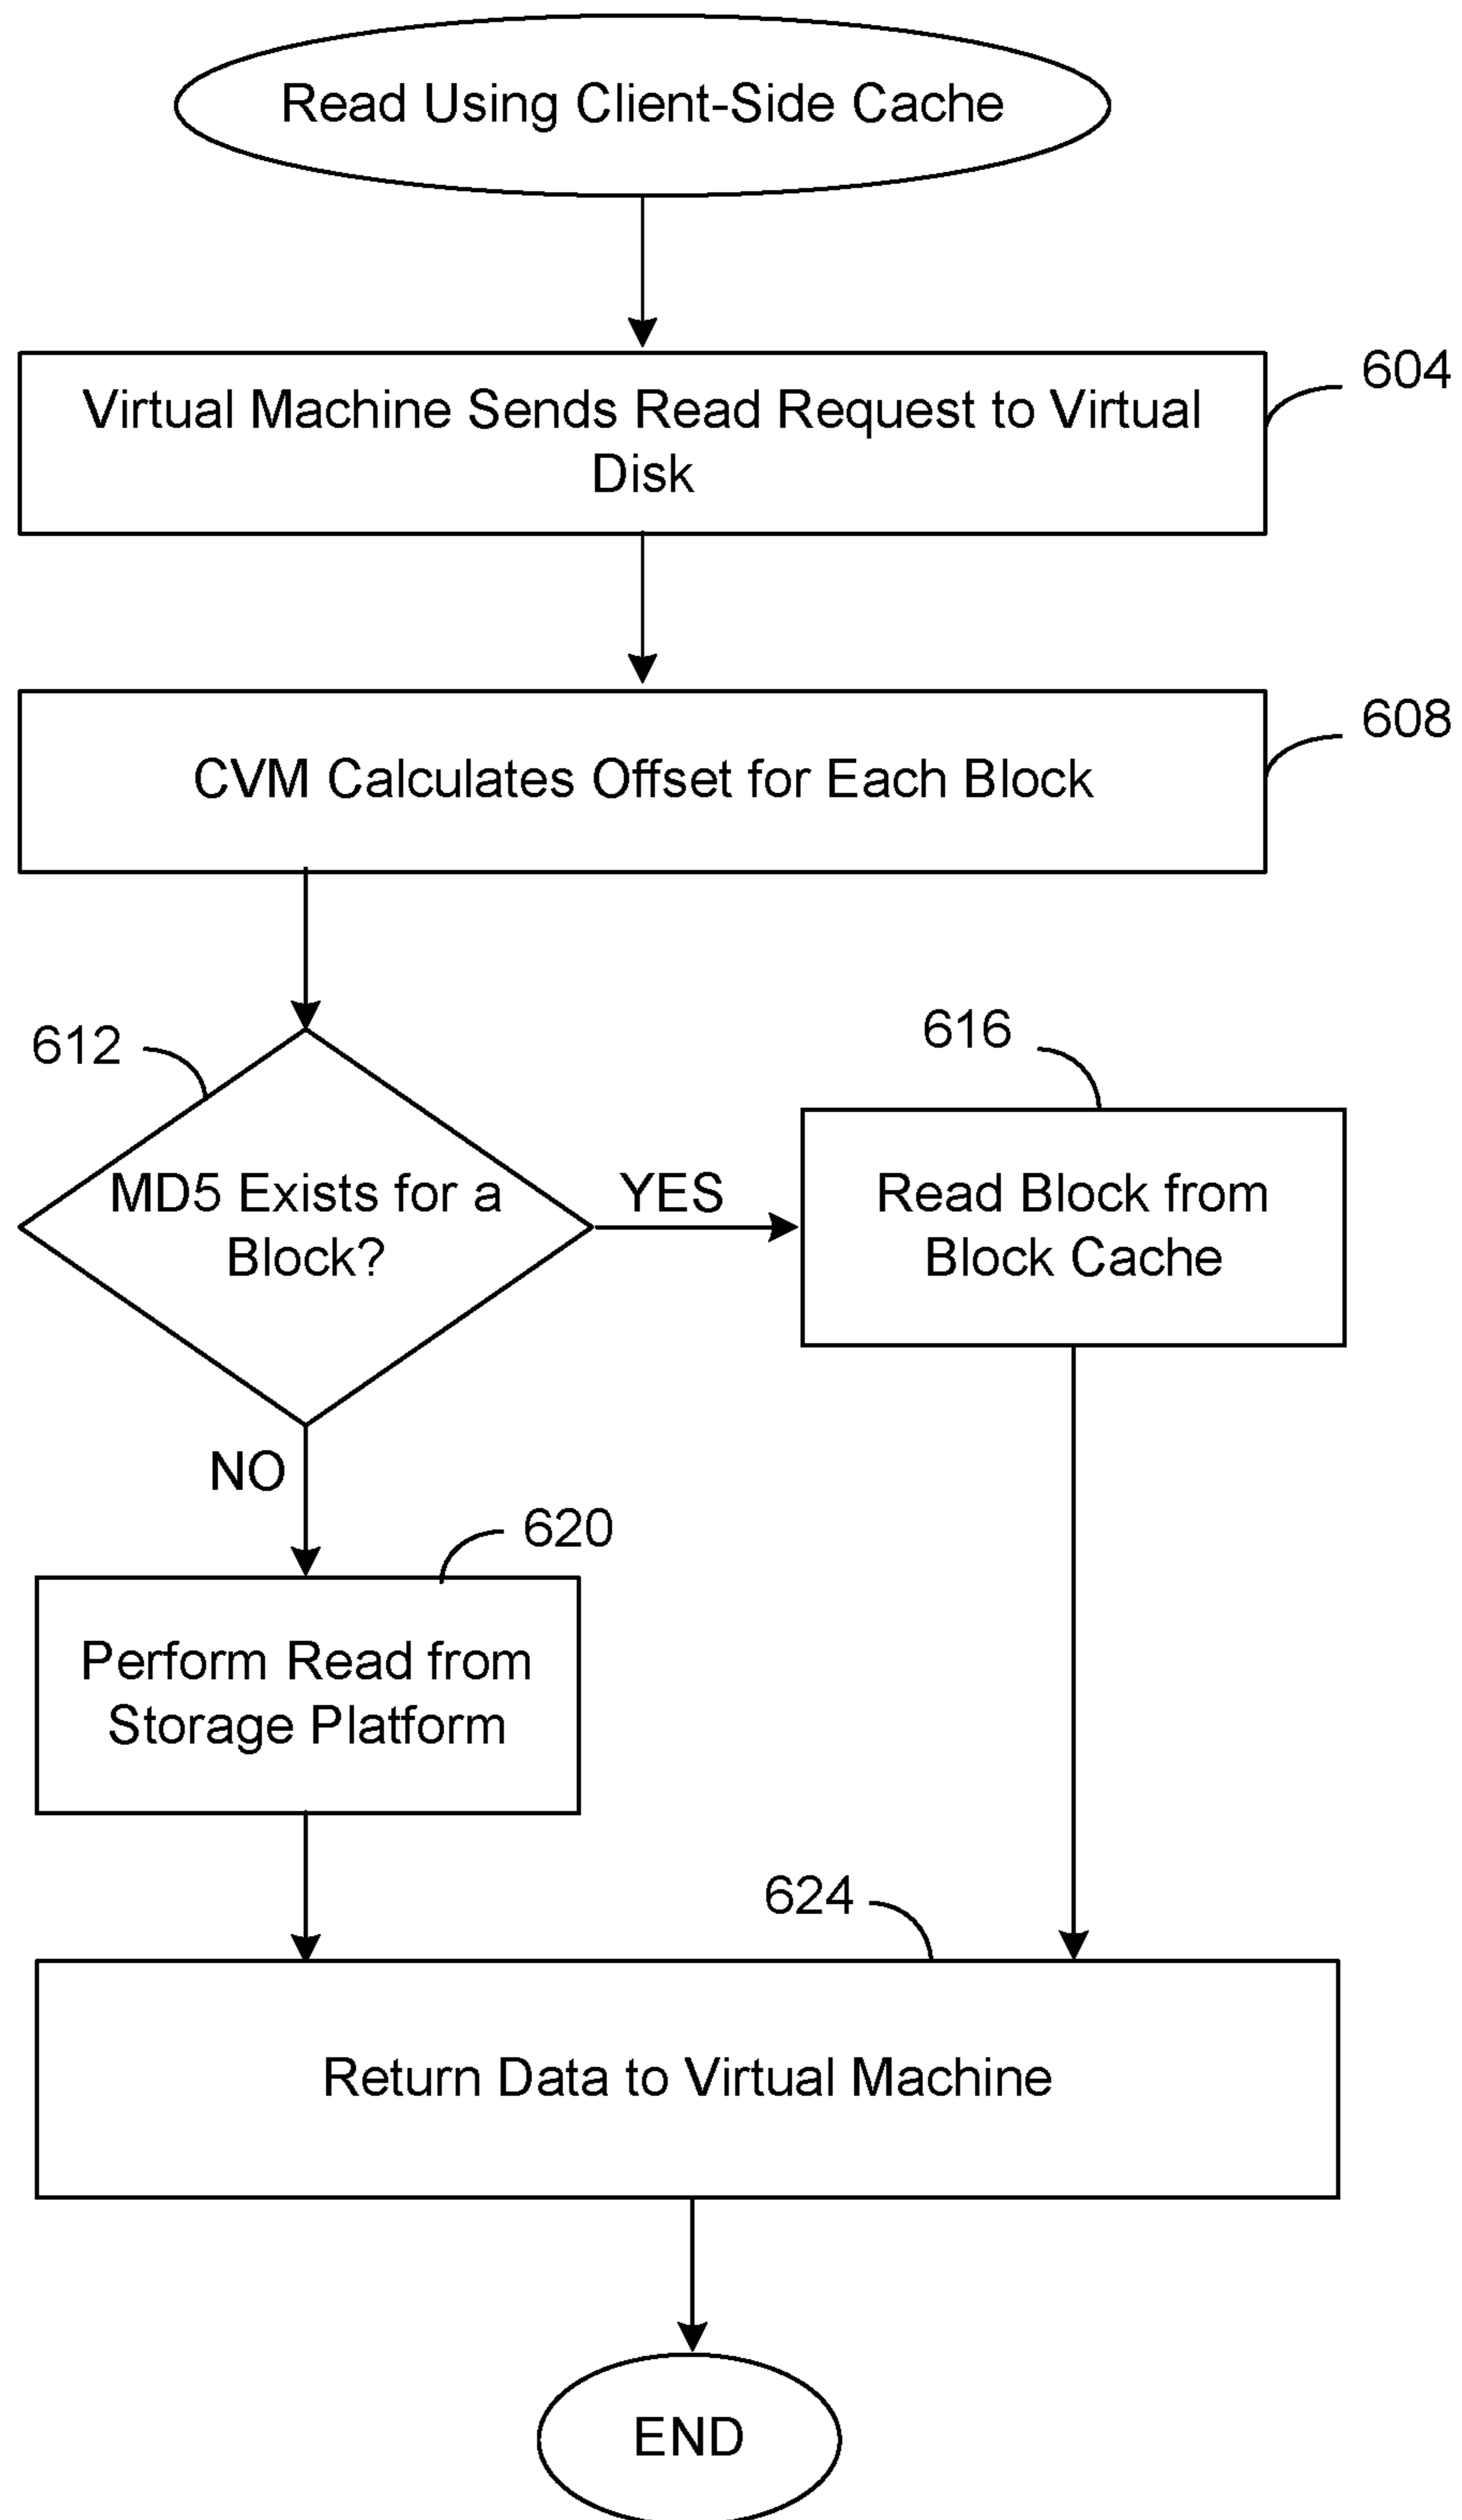 Read Using Client-Side Cache
604
Virtual Machine Sends Read Request to Virtual
Disk
608
CVM Calculates Offset for Each Block
612
616
MD5 Exists for a
Block?
YES
Read Block from
Block Cache
NO
620
Perform Read from
Storage Platform
624
Return Data to Virtual Machine
END